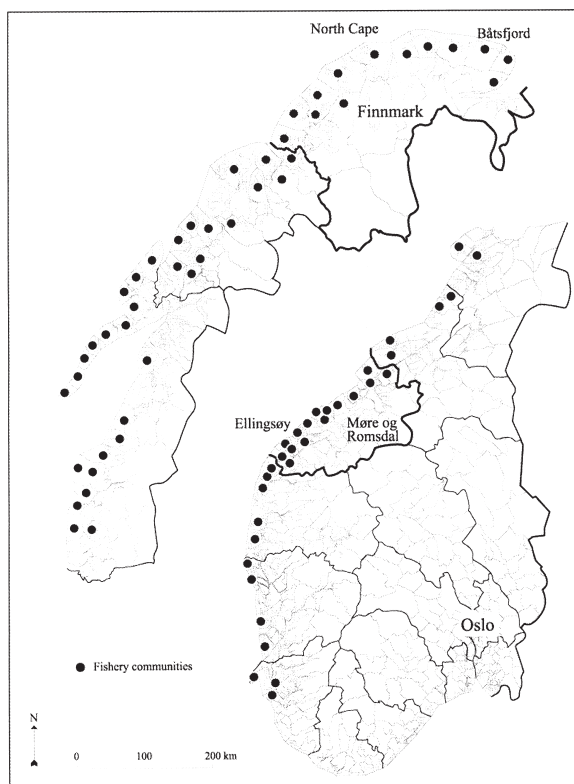 North Cape
Båtsfjord
Finnmark
Ellingsøy
Møre og
Romsdal
Oslo
Fishery communities
N
0 100 200 km